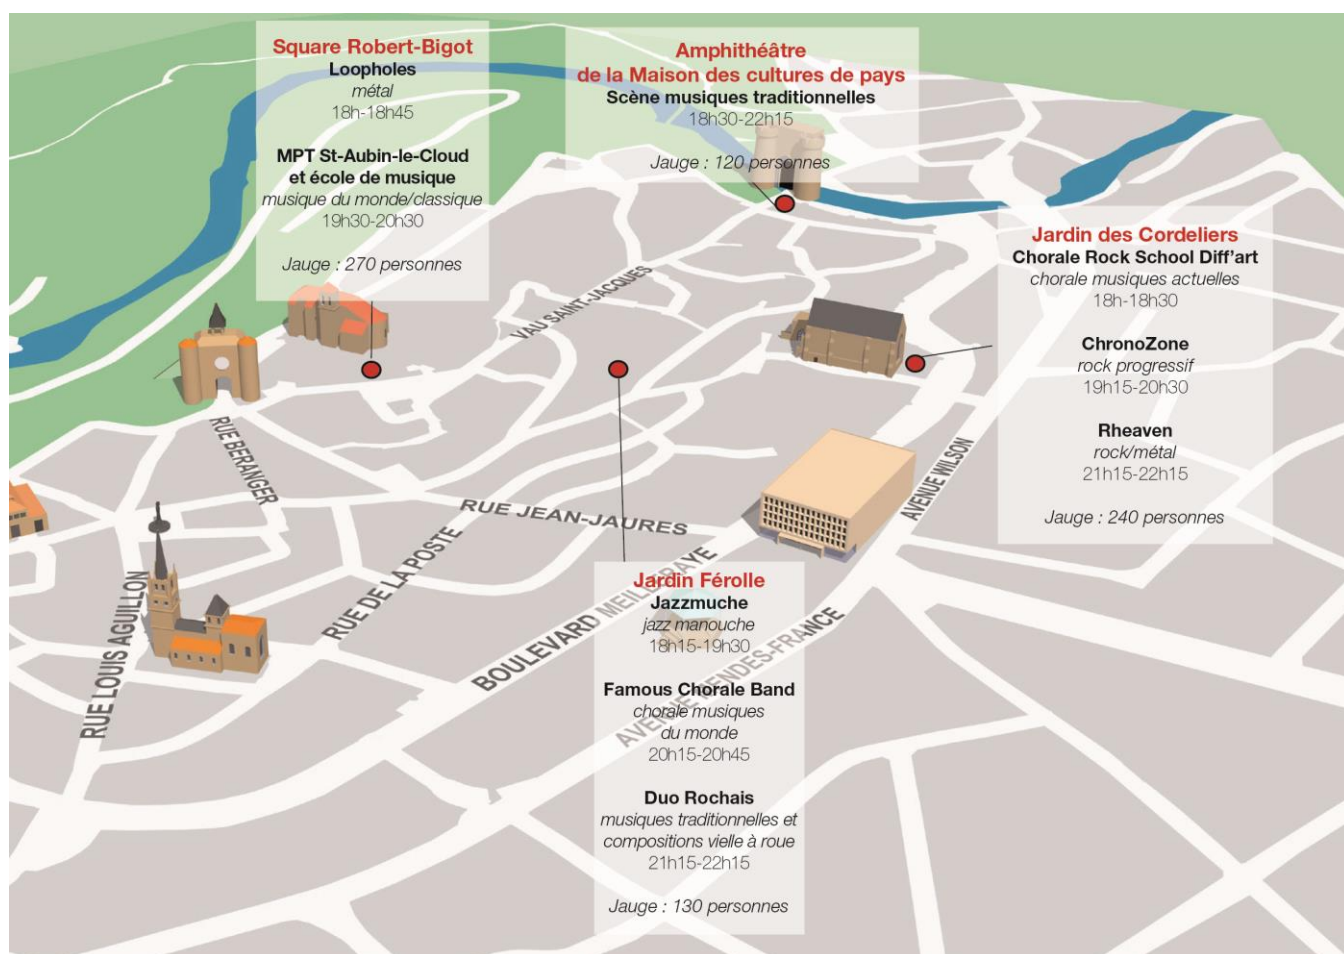 Square Robert-Bigot
Loopholes
métal
18h-18h45
MPT St-Aubin-le-Cloud
et école de musique
musique du monde/classique
19h30-20h30
Jauge : 270 personnes
Amphithéâtre
de la Maison des cultures de pays
Scène musiques traditionnelles
18h30-22h15
Jauge : 120 personnes
Jardin des Cordeliers
Chorale Rock School Diff'art
chorale musiques actuelles
18h-18h30
ChronoZone
rock progressif
19h15-20h30
Rheaven
rock/métal
21h15-22h15
Jauge : 240 personnes
VAU SAINT-JACQUES
RUE BERANGER
RUE JEAN-JAURES
AVENUE WILSON
RUE DE LA POSTE
RUE LOUIS AGUILLON
BOULEVARD MEILLERAYE
AVENUE MENDES-FRANCE
Jardin Férolle
Jazzmuche
jazz manouche
18h15-19h30
Famous Chorale Band
chorale musiques
du monde
20h15-20h45
Duo Rochais
musiques traditionnelles et
compositions vielle à roue
21h15-22h15
Jauge : 130 personnes